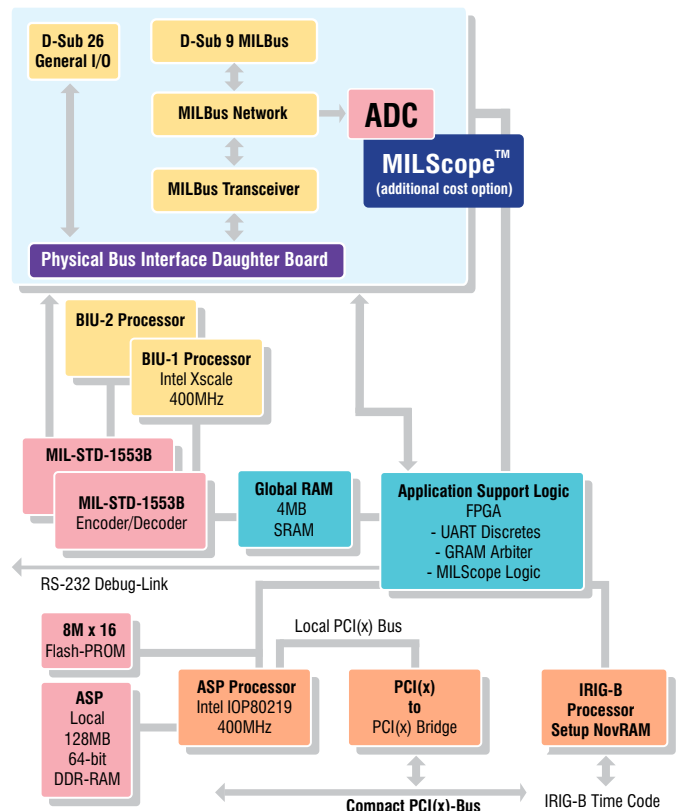 D-Sub 26
General I/O
D-Sub 9 MILBus
MILBus Network
ADC
MILScope™
(additional cost option)
MILBus Transceiver
Physical Bus Interface Daughter Board
BIU-2 Processor
BIU-1 Processor
Intel Xscale
400MHz
MIL-STD-1553B
MIL-STD-1553B
Encoder/Decoder
Global RAM
4MB
SRAM
Application Support Logic
FPGA
- UART Discretes
- GRAM Arbiter
- MILScope Logic
RS-232 Debug-Link
8M x 16
Flash-PROM
Local PCI(x) Bus
ASP
Local
128MB
64-bit
DDR-RAM
ASP Processor
Intel IOP80219
400MHz
PCI(x)
to
PCI(x) Bridge
IRIG-B
Processor
Setup NovRAM
Compact PCI(x)-Bus
IRIG-B Time Code